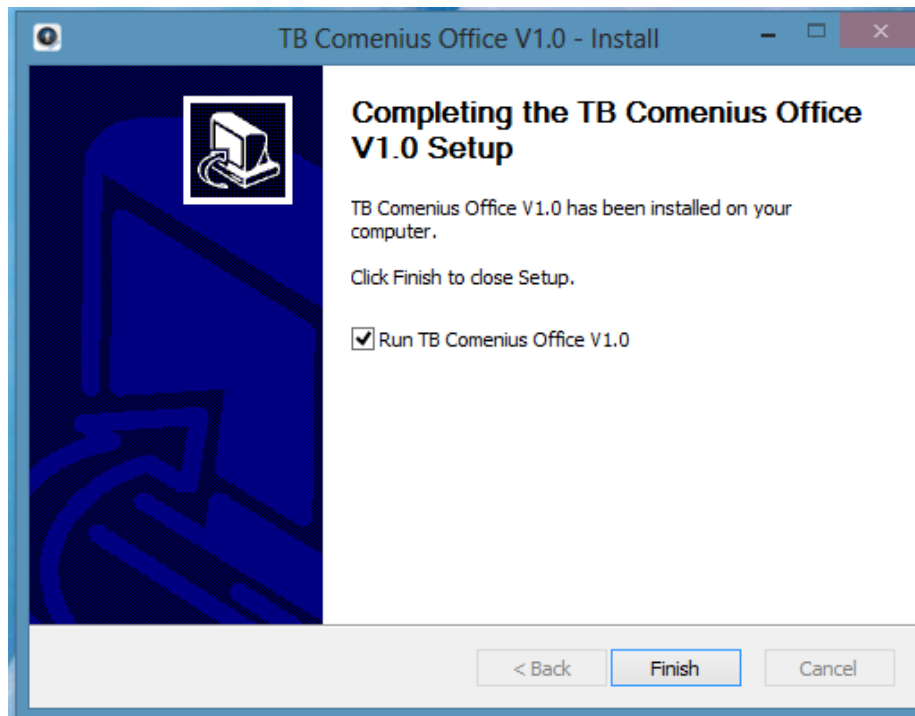 TB Comenius Office V1.0 - Install
Completing the TB Comenius Office
V1.0 Setup
TB Comenius Office V1.0 has been installed on your
computer.
Click Finish to close Setup.
Run TB Comenius Office V1.0
< Back
Finish
Cancel